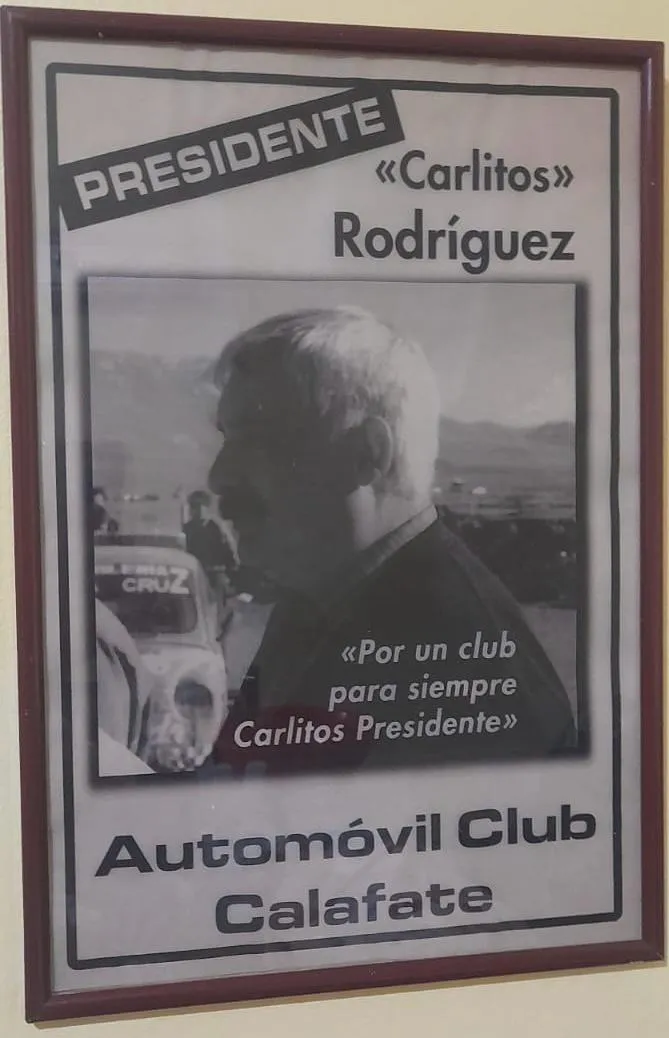 PRESIDENTE
«Carlitos»
Rodríguez
CRUZ
«Por un club
para siempre
Carlitos Presidente»
Automóvil Club
Calafate